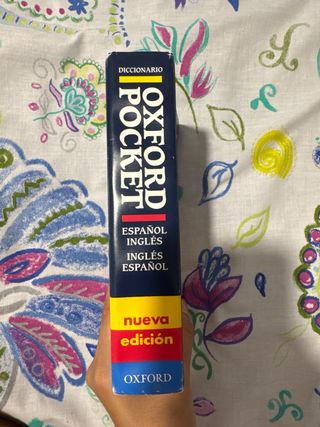 DICCIONARIO
OXFORD
POCKET
ESPAÑOL
INGLÉS
INGLÉS
ESPAÑOL
nueva
edición
OXFORD